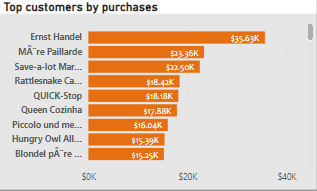 Top customers by purchases
Ernst Handel $35.63K
MÃ¨re Paillarde $23.36K
Save-a-lot Mar... $22.50K
Rattlesnake Ca... $18.42K
QUICK-Stop $18.18K
Queen Cozinha $17.88K
Piccolo und me... $16.04K
Hungry Owl All... $15.39K
Blondel pÃ¨re ... $15.25K
$0K $20K $40K